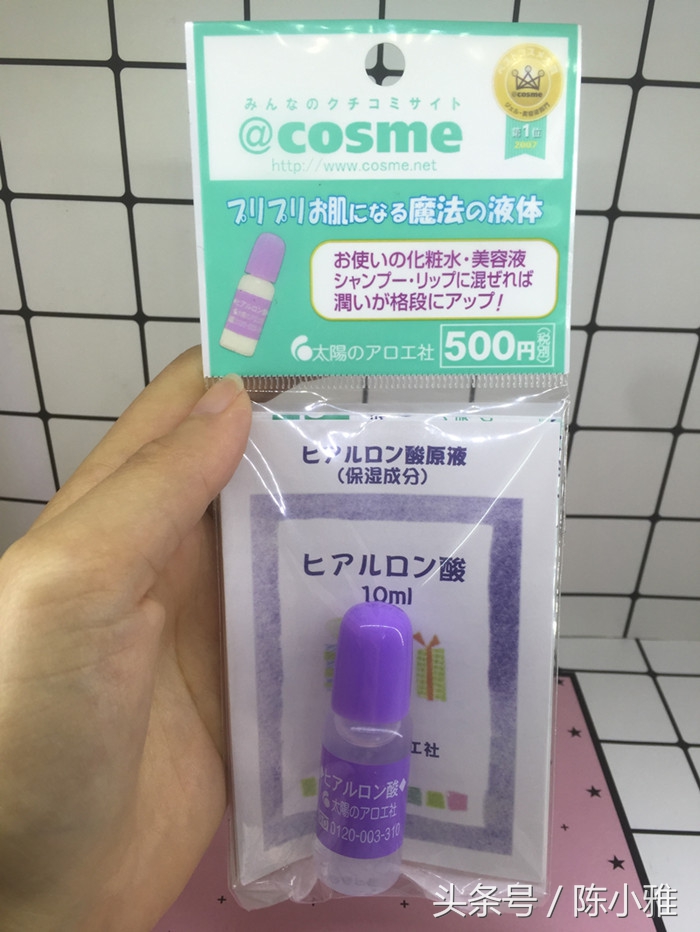 みんなのクチコミサイト
@cosme
http://www.cosme.net
@cosme
第1位
2007
プリプリお肌になる魔法の液体
お使いの化粧水・美容液
シャンプー・リップに混ぜれば
潤いが格段にアップ!
太陽のアロエ社
500円
ヒアルロン酸原液
(保湿成分)
ヒアルロン酸
10ml
エ社
ヒアルロン酸
太陽のアロエ社
0120-003-310
头条号 / 陈小雅